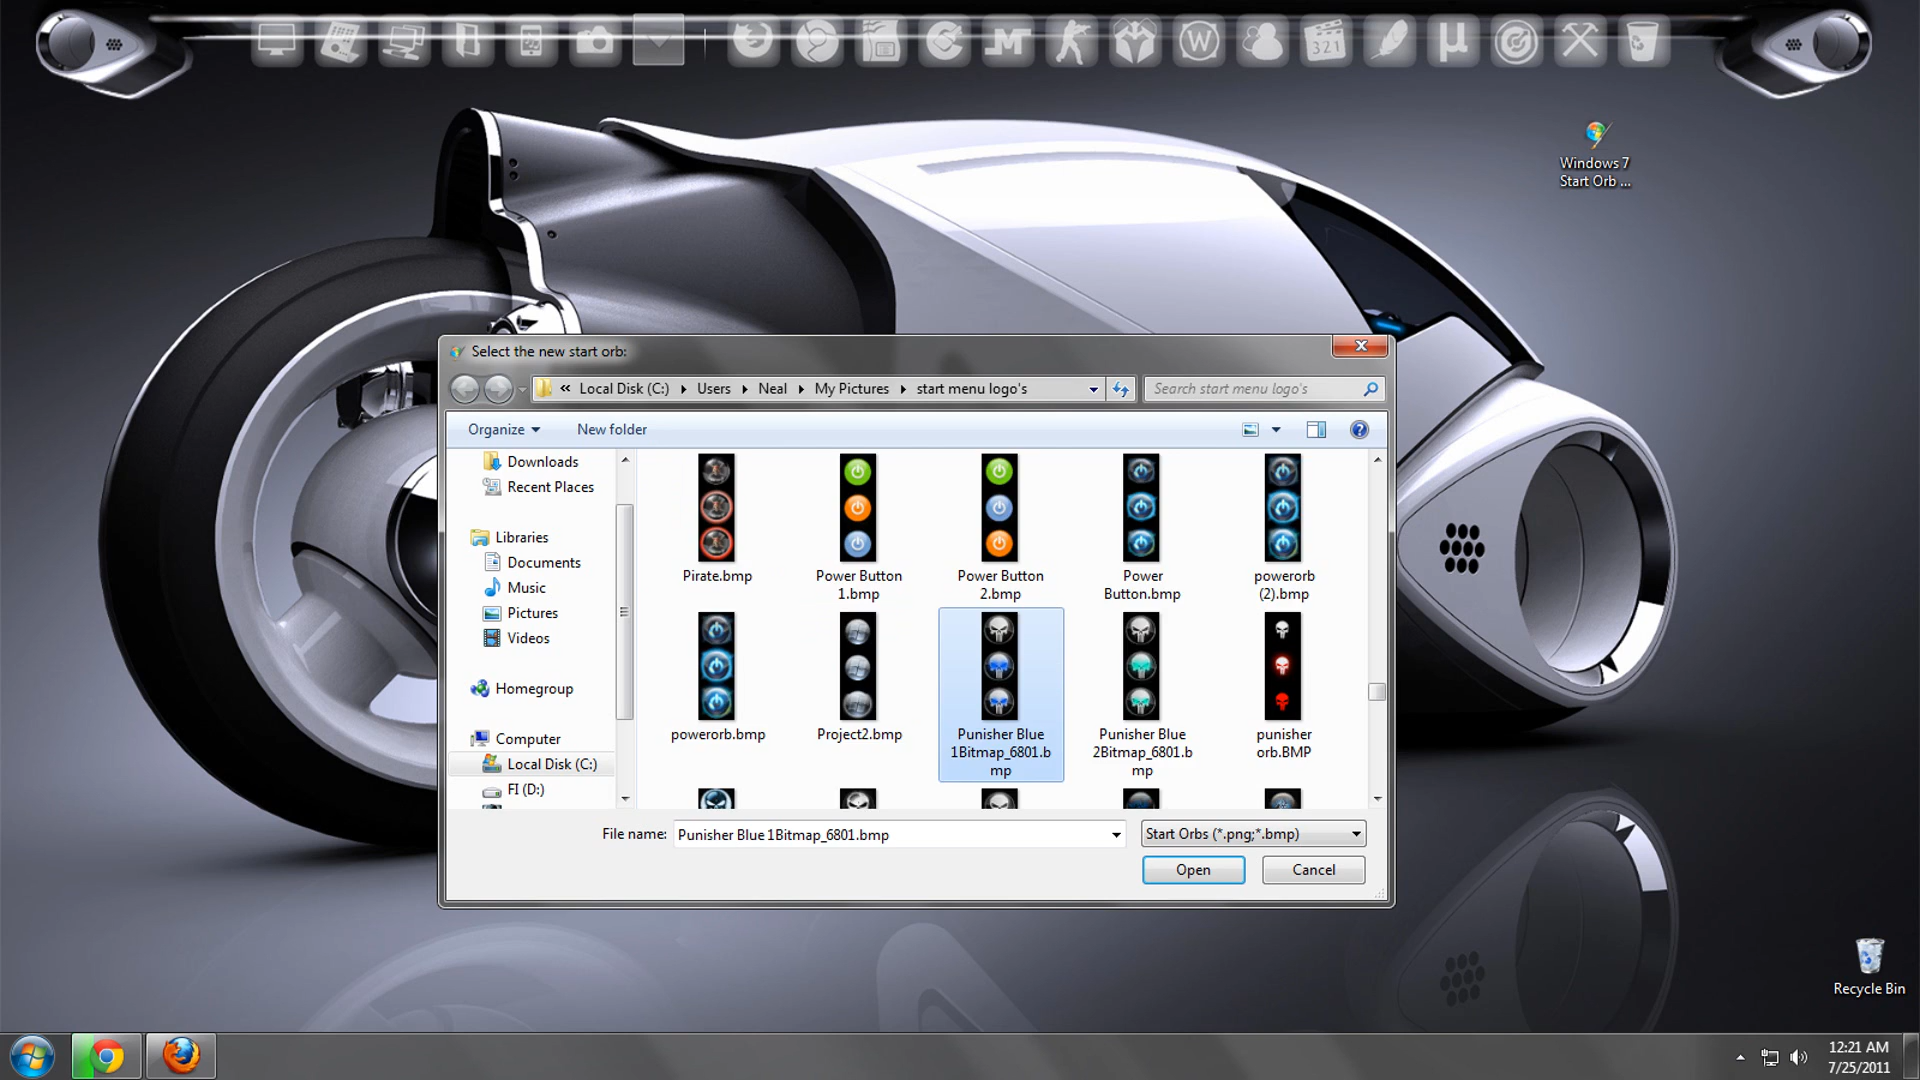 321
W
µ
Windows 7
Start Orb ...
Select the new start orb:
« Local Disk (C:) Users Neal My Pictures start menu logo's
Search start menu logo's
Organize New folder
Downloads
Recent Places
Libraries
Documents
Music
Pictures
Videos
Homegroup
Computer
Local Disk (C:)
FI (D:)
Pirate.bmp
Power Button
1.bmp
Power Button
2.bmp
Power
Button.bmp
powerorb
(2).bmp
powerorb.bmp
Project2.bmp
Punisher Blue
1Bitmap_6801.b
mp
Punisher Blue
2Bitmap_6801.b
mp
punisher
orb.BMP
File name: Punisher Blue 1Bitmap_6801.bmp Start Orbs (*.png;*.bmp)
Open Cancel
Recycle Bin
12:21 AM
7/25/2011